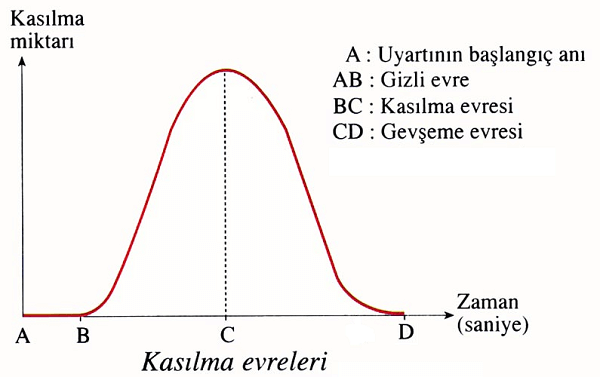 Kasılma
miktarı
A : Uyartının başlangıç anı
AB : Gizli evre
BC : Kasılma evresi
CD : Gevşeme evresi
Zaman
(saniye)
A B C D
Kasılma evreleri